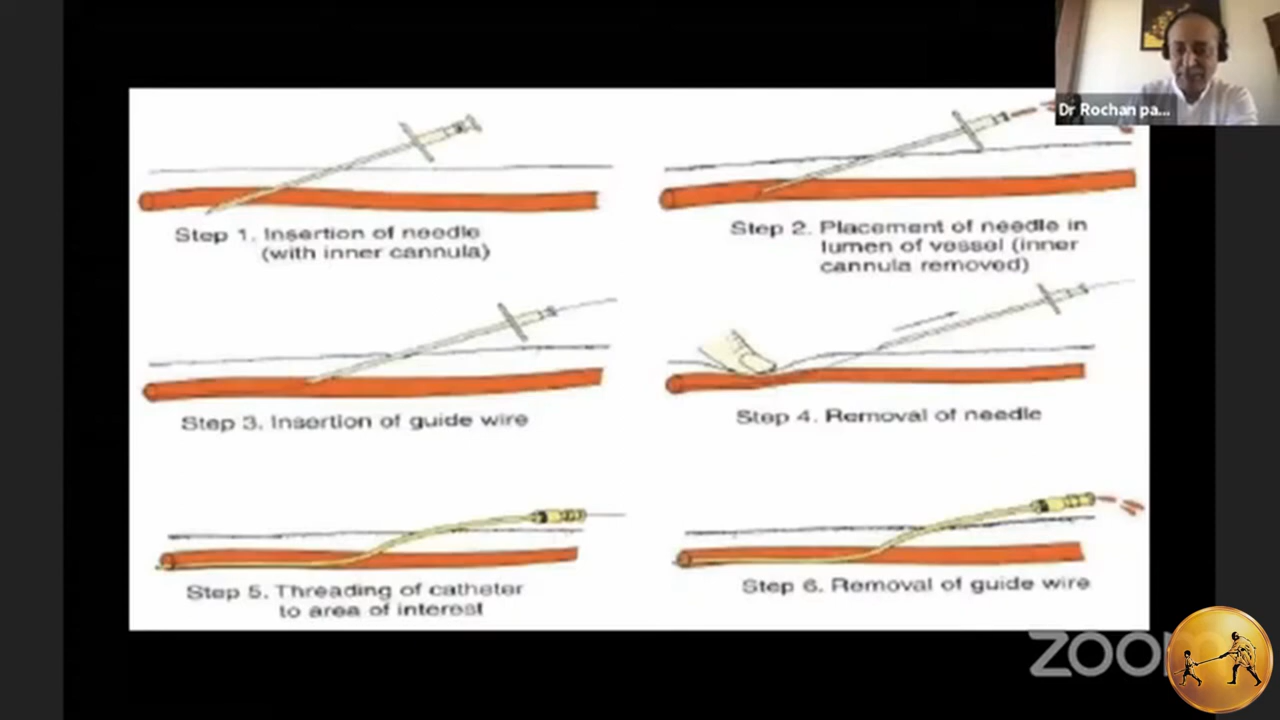 Dr Rochan pa...
Step 1. Insertion of needle
(with inner cannula)
Step 2. Placement of needle in
lumen of vessel (inner
cannula removed)
Step 3. Insertion of guide wire
Step 4. Removal of needle
Step 5. Threading of catheter
to area of interest
Step 6. Removal of guide wire
zoom